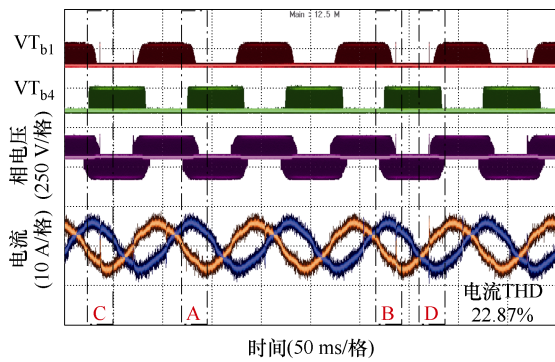 Main : 12.5 M
VTb1
VTb4
相电压
(250 V/格)
电流
(10 A/格)
C
A
B
D
电流THD
22.87%
时间(50 ms/格)